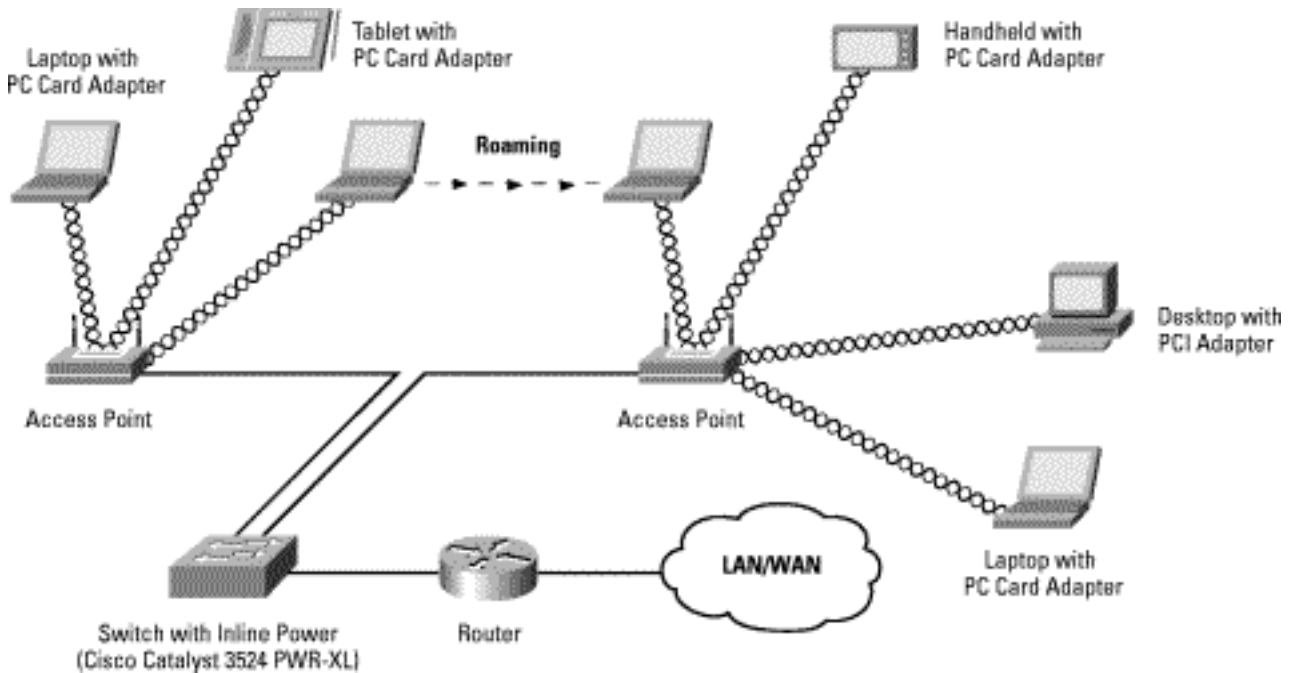 Tablet with
PC Card Adapter
Handheld with
PC Card Adapter
Laptop with
PC Card Adapter
Roaming
Desktop with
PCI Adapter
Access Point
Access Point
LAN/WAN
Laptop with
PC Card Adapter
Switch with Inline Power
(Cisco Catalyst 3524 PWR-XL)
Router